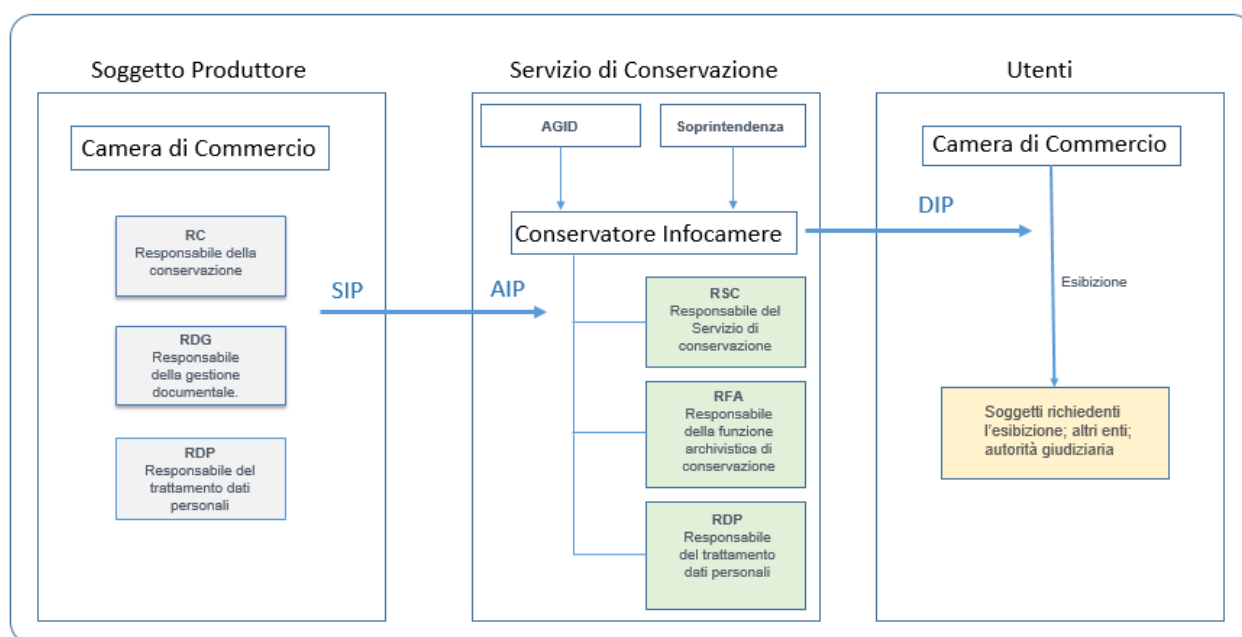 Soggetto Produttore
Camera di Commercio
RC
Responsabile della
conservazione
RDG
Responsabile
della gestione
documentale.
RDP
Responsabile del
trattamento dati
personali
SIP
Servizio di Conservazione
AGID
Soprintendenza
Conservatore Infocamere
AIP
RSC
Responsabile del
Servizio di
conservazione
RFA
Responsabile
della funzione
archivistica di
conservazione
RDP
Responsabile
del trattamento
dati personali
DIP
Utenti
Camera di Commercio
Esibizione
Soggetti richiedenti
l'esibizione; altri enti;
autorità giudiziaria